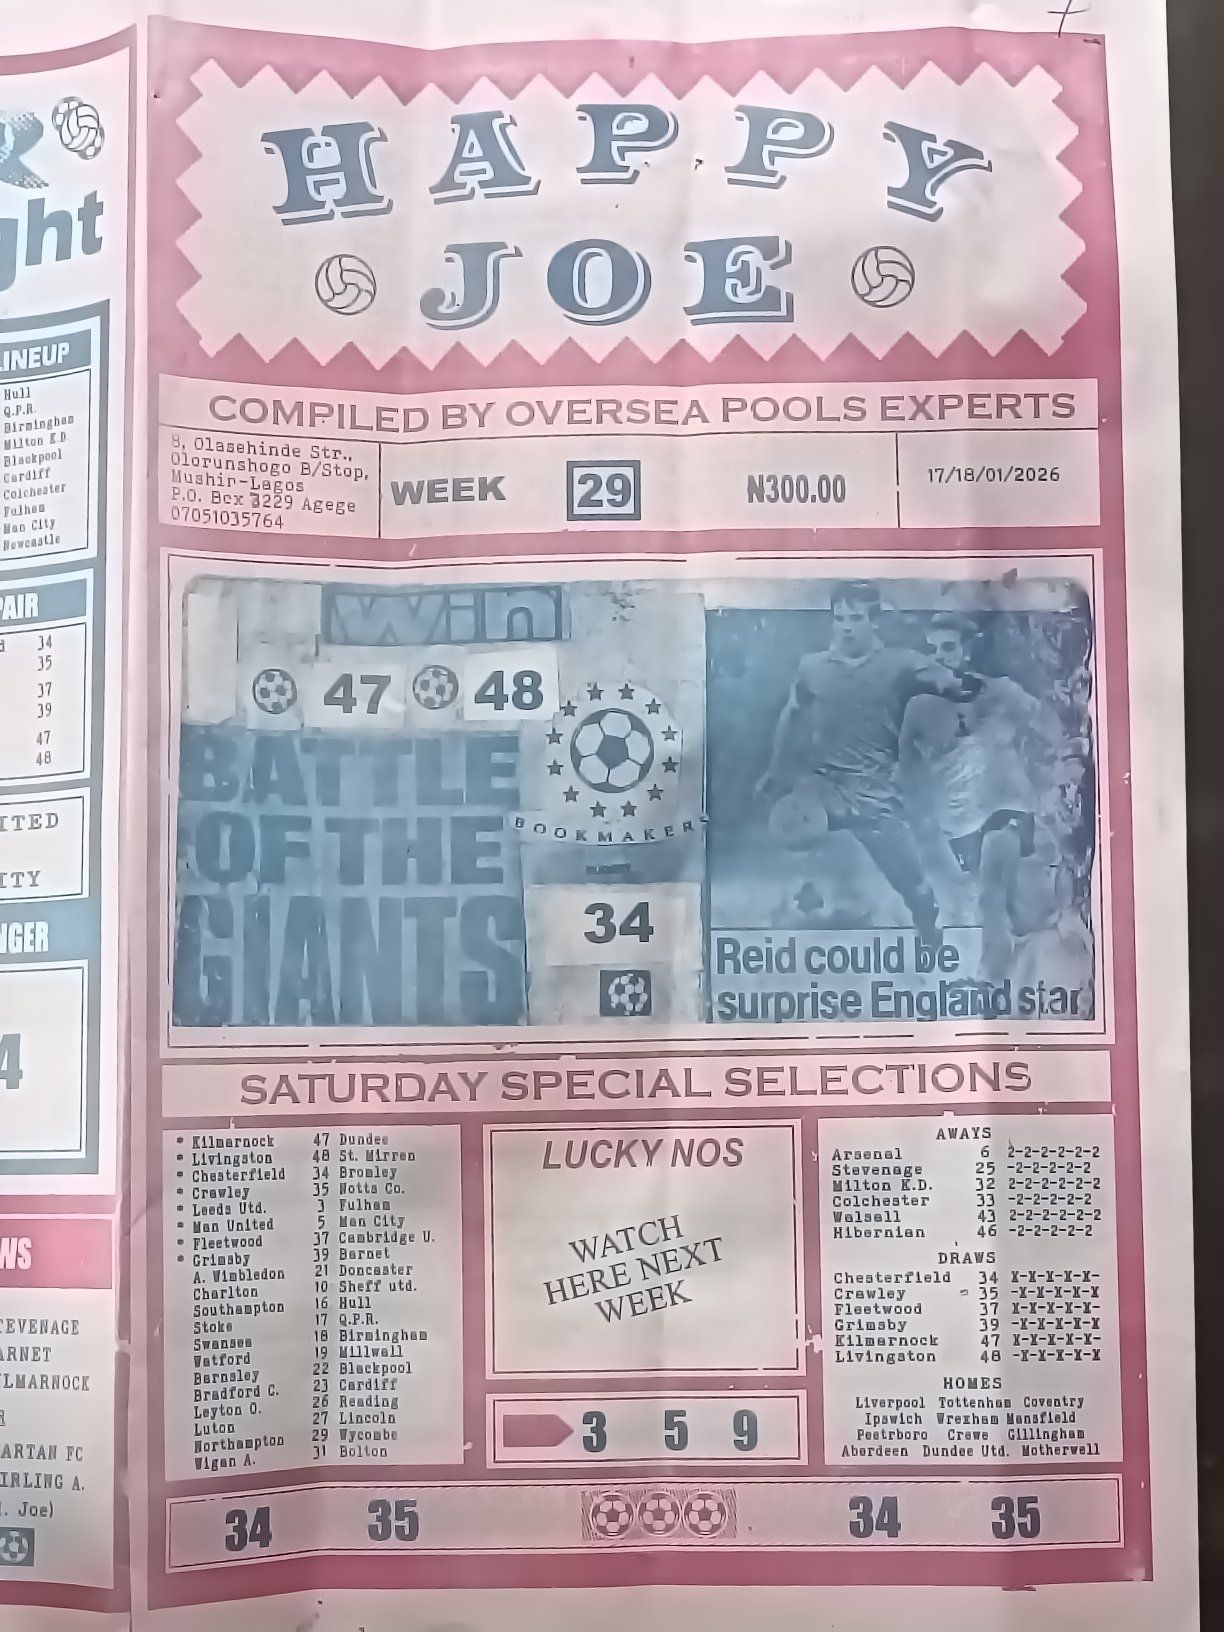 ght
LINEUP
Hull
Q.P.R.
Birmingham
Milton K.D.
Blackpool
Cardiff
Colchester
Fulham
Man City
Newcastle
PAIR
34
35
37
39
47
48
ITED
ITY
NGER
4
WS
TEVENAGE
ARNET
ILMARNOCK
R
ARTAN FC
IRLING A.
. Joe)
HAPPY
JOE
COMPILED BY OVERSEA POOLS EXPERTS
8, Olasehinde Str.,
Olorunshogo B/Stop,
Mushir-Lagos
P.O. Box 3229 Agege
07051035764
WEEK 29
₦300.00
17/18/01/2026
win
47 48
BATTLE
OF THE
GIANTS
BOOKMAKER
34
Reid could be
surprise England star
SATURDAY SPECIAL SELECTIONS
* Kilmarnock 47 Dundee
* Livingston 48 St. Mirren
* Chesterfield 34 Bromley
* Crawley 35 Notts Co.
* Leeds Utd. 3 Fulham
* Man United 5 Man City
* Fleetwood 37 Cambridge U.
* Grimsby 39 Barnet
A. Wimbledon 21 Doncaster
Charlton 10 Sheff utd.
Southampton 16 Hull
Stoke 17 Q.P.R.
Swansea 18 Birmingham
Watford 19 Millwall
Barnsley 22 Blackpool
Bradford C. 23 Cardiff
Leyton O. 26 Reading
Luton 27 Lincoln
Northampton 29 Wycombe
Wigan A. 31 Bolton
LUCKY NOS
WATCH
HERE NEXT
WEEK
3 5 9
AWAYS
Arsenal 6 2-2-2-2-2-2
Stevenage 25 -2-2-2-2-2
Milton K.D. 32 2-2-2-2-2-2
Colchester 33 -2-2-2-2-2
Walsall 43 2-2-2-2-2-2
Hibernian 46 -2-2-2-2-2
DRAWS
Chesterfield 34 X-X-X-X-X-
Crawley 35 -X-X-X-X-X
Fleetwood 37 X-X-X-X-X-
Grimsby 39 -X-X-X-X-X
Kilmarnock 47 X-X-X-X-X-
Livingston 48 -X-X-X-X-X
HOMES
Liverpool Tottenham Coventry
Ipswich Wrexham Mansfield
Peetrboro Crewe Gillingham
Aberdeen Dundee Utd. Motherwell
34 35 34 35